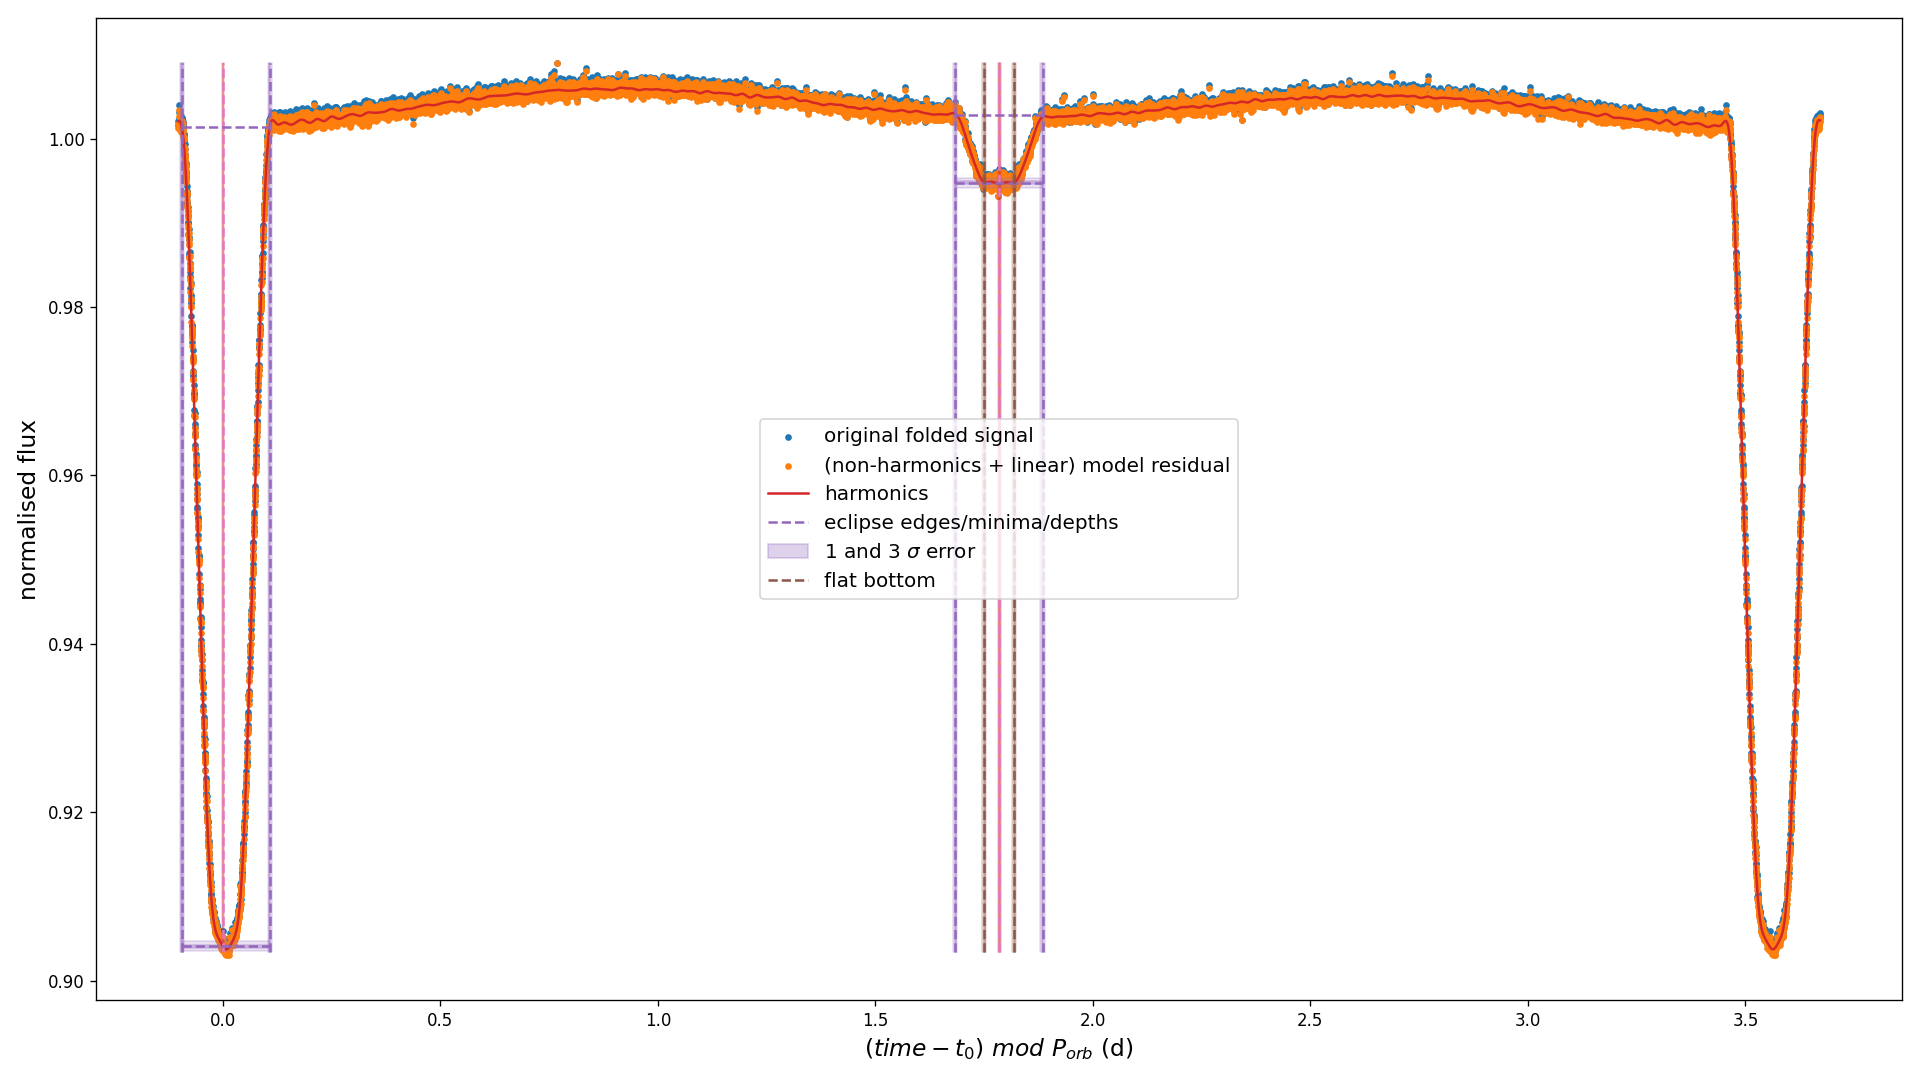 normalised flux
1.00
0.98
0.96
0.94
0.92
0.90
original folded signal
(non-harmonics + linear) model residual
harmonics
eclipse edges/minima/depths
1 and 3 σ error
flat bottom
0.0 0.5 1.0 1.5 2.0 2.5 3.0 3.5
(time − t₀) mod Pₒᵣb (d)